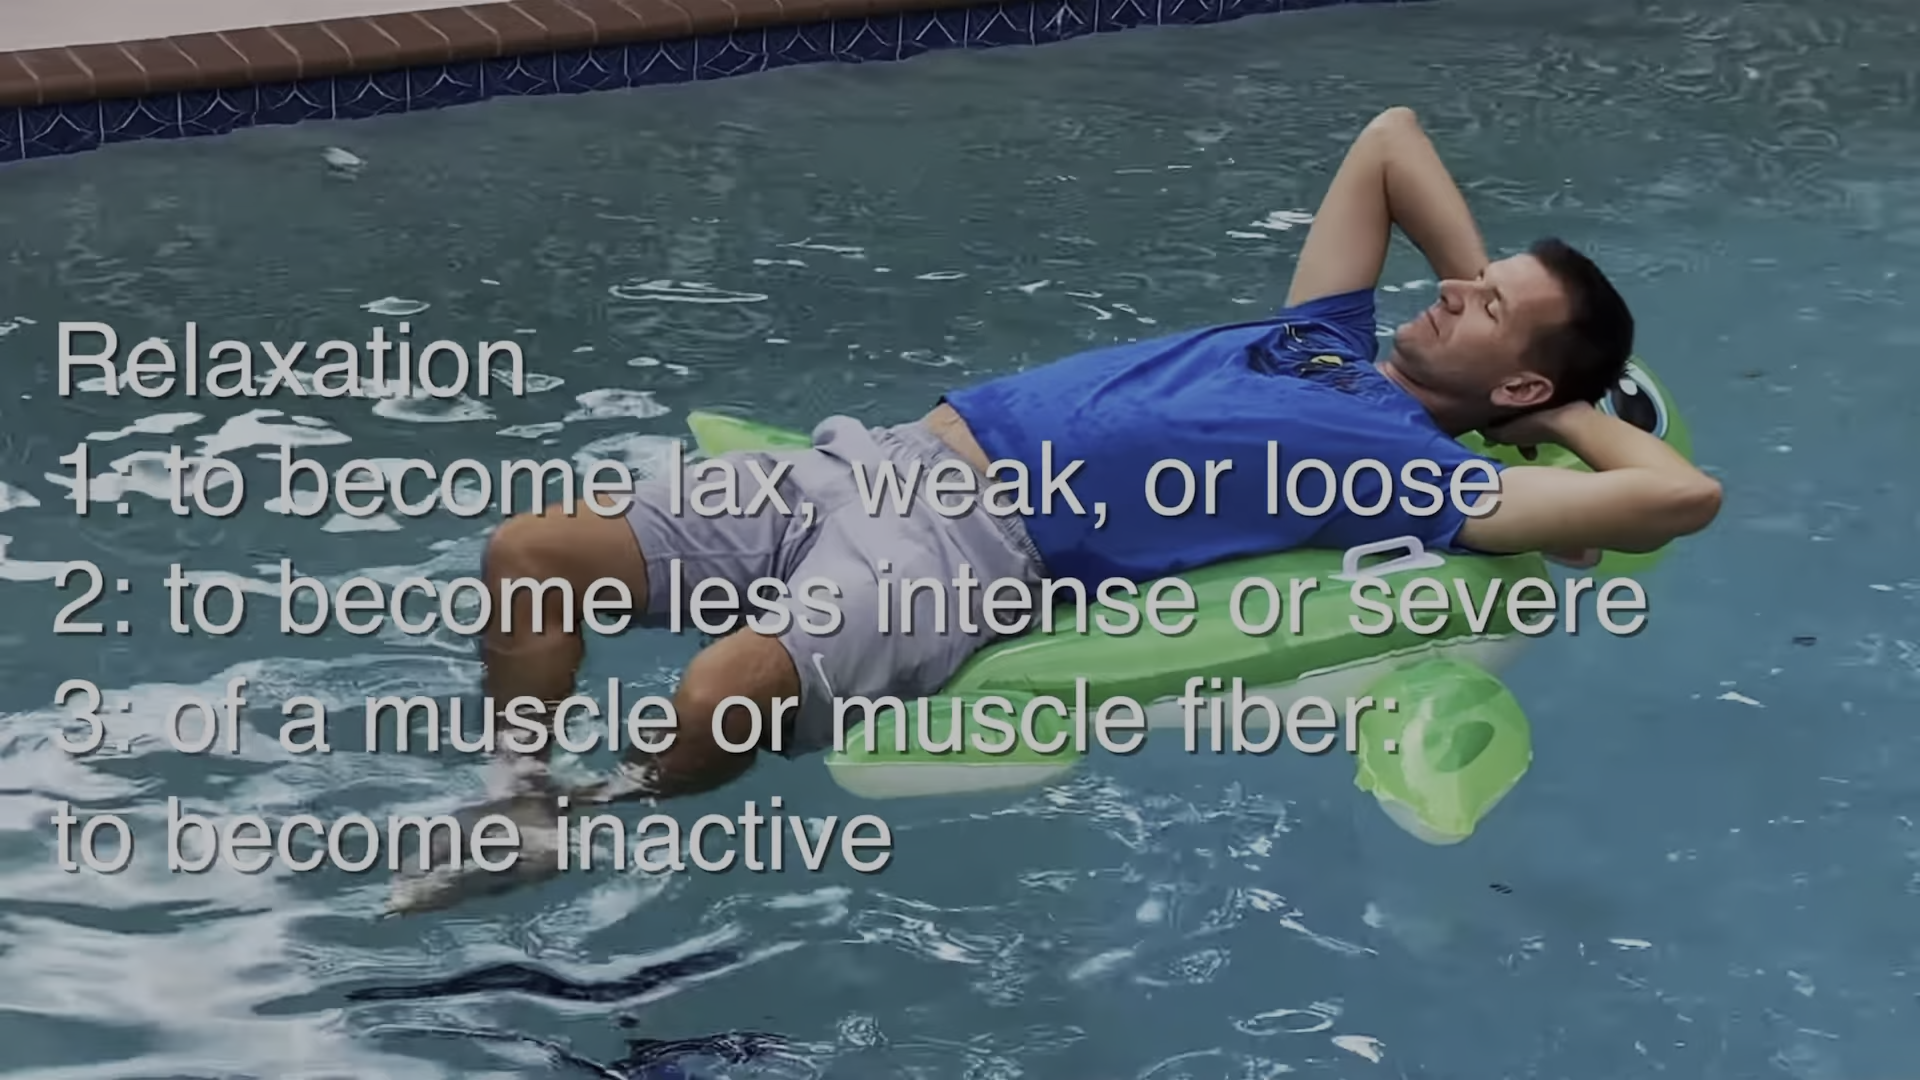 Relaxation
1: to become lax, weak, or loose
2: to become less intense or severe
3: of a muscle or muscle fiber:
to become inactive